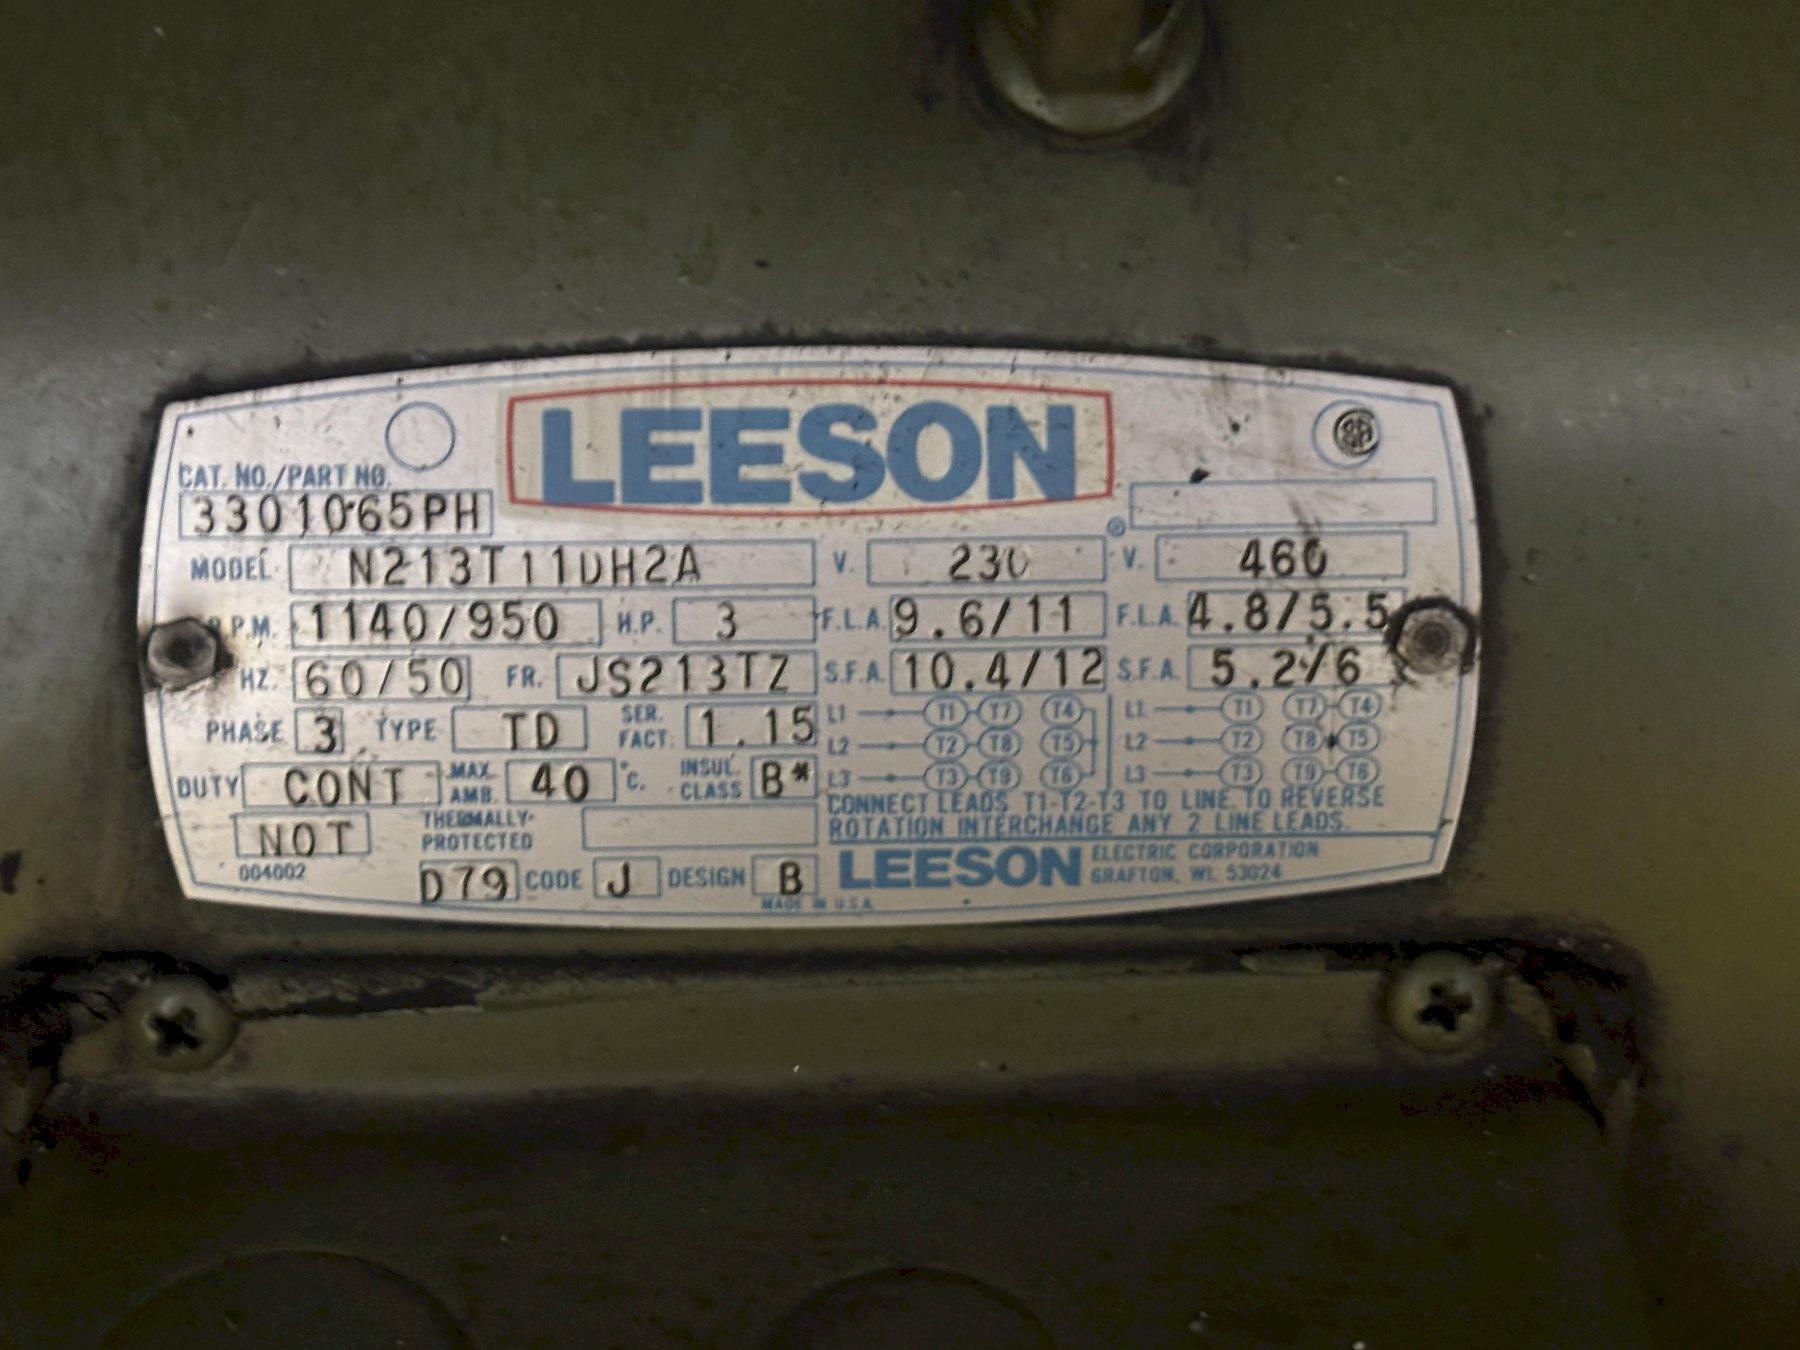 LEESON
CAT. NO./PART NO.
3301065PH
MODEL N213T11DH2A V. 230 V. 460
R.P.M. 1140/950 H.P. 3 F.L.A. 9.6/11 F.L.A. 4.8/5.5
HZ. 60/50 FR. JS213TZ S.F.A. 10.4/12 S.F.A. 5.2/6
PHASE 3 TYPE TD SER. FACT. 1.15
DUTY CONT MAX. AMB. 40 °C. INSUL. CLASS B*
NOT THERMALLY PROTECTED
L1 T1 T7 T4 L1 T1 T7 T4
L2 T2 T8 T5 L2 T2 T8 T5
L3 T3 T9 T6 L3 T3 T9 T6
CONNECT LEADS T1-T2-T3 TO LINE. TO REVERSE
ROTATION INTERCHANGE ANY 2 LINE LEADS.
004002
D79 CODE J DESIGN B
LEESON ELECTRIC CORPORATION
GRAFTON, WI. 53024
MADE IN U.S.A.